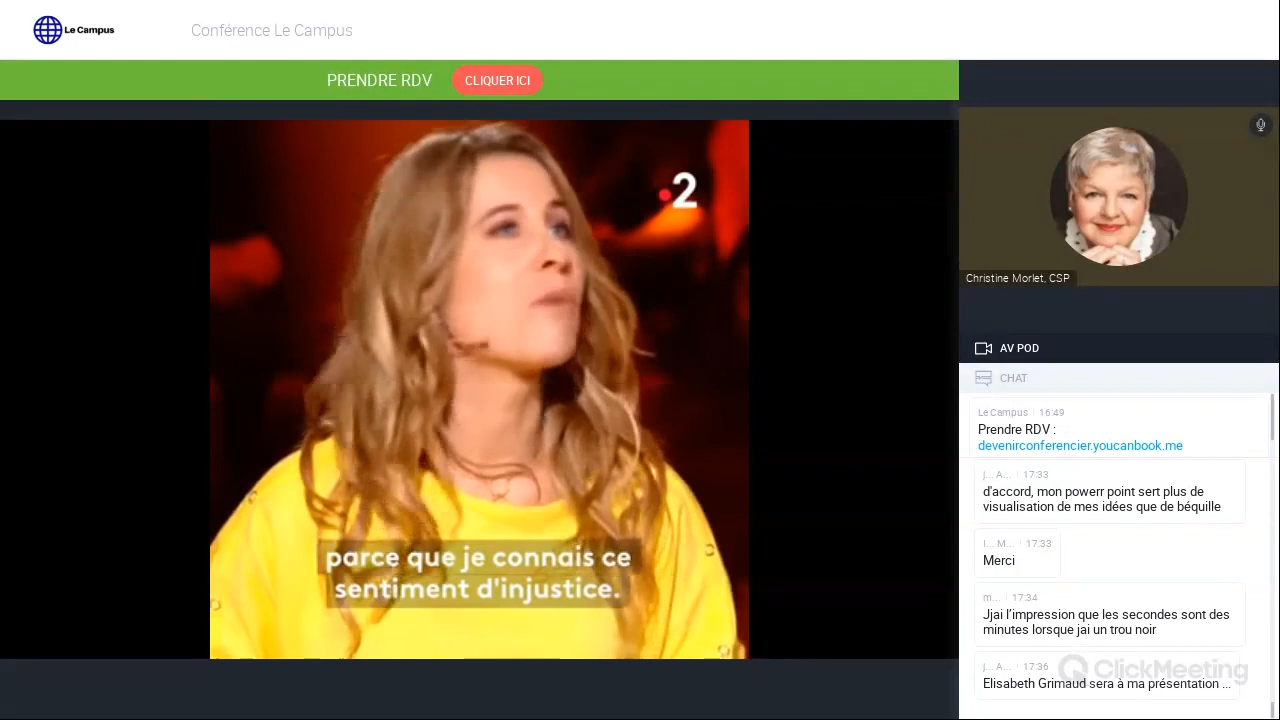 Le Campus
Conférence Le Campus
PRENDRE RDV
CLIQUER ICI
2
parce que je connais ce
sentiment d'injustice.
Christine Morlet, CSP
AV POD
CHAT
Le Campus 16:49
Prendre RDV :
devenirconferencier.youcanbook.me
j... A... 17:33
d'accord, mon powerr point sert plus de
visualisation de mes idées que de béquille
I... M... 17:33
Merci
m... 17:34
Jjai l'impression que les secondes sont des
minutes lorsque jai un trou noir
j... A... 17:36
Elisabeth Grimaud sera à ma présentation ...
ClickMeeting